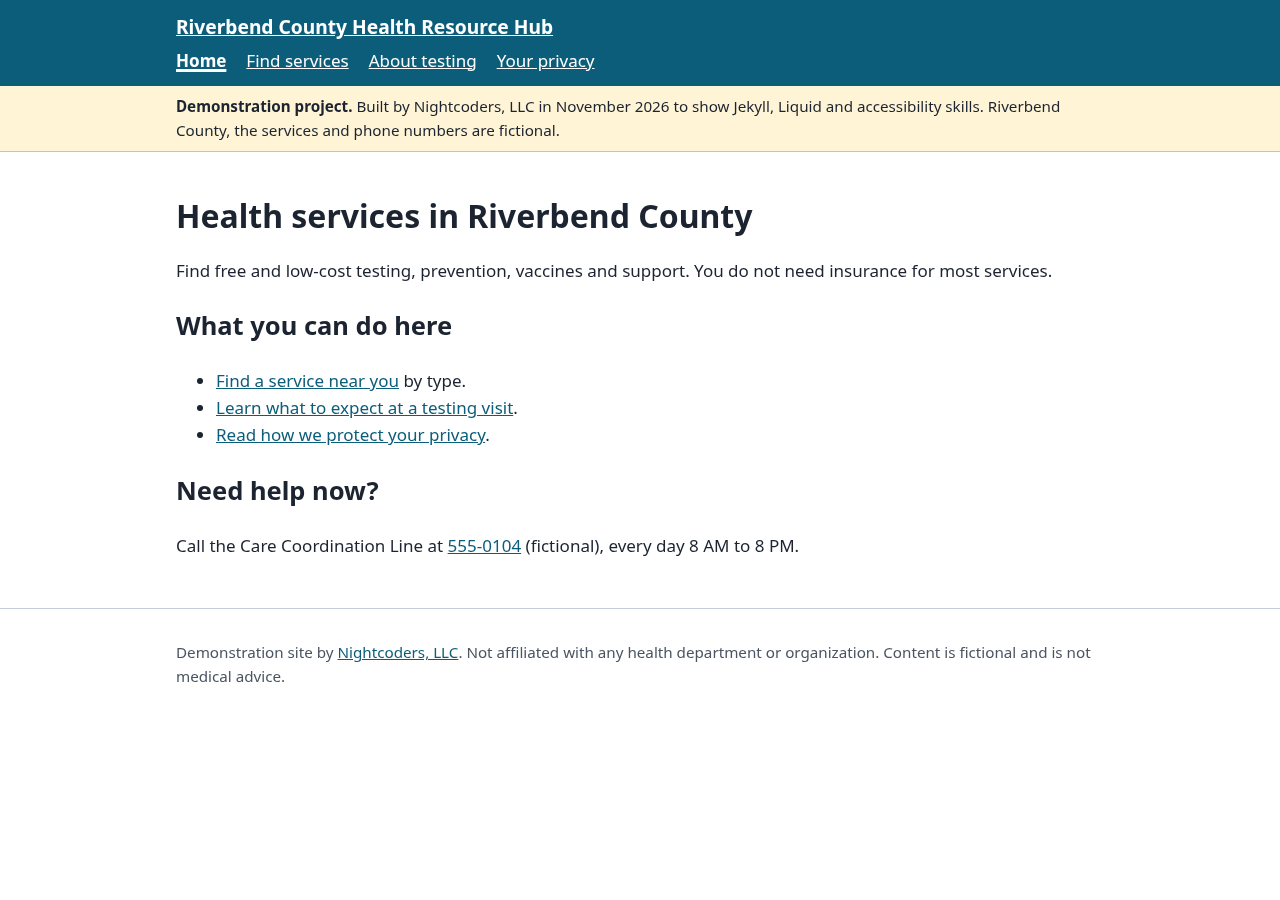 Riverbend County Health Resource Hub
Home Find services About testing Your privacy
Demonstration project. Built by Nightcoders, LLC in November 2026 to show Jekyll, Liquid and accessibility skills. Riverbend
County, the services and phone numbers are fictional.
Health services in Riverbend County
Find free and low-cost testing, prevention, vaccines and support. You do not need insurance for most services.
What you can do here
Find a service near you by type.
Learn what to expect at a testing visit.
Read how we protect your privacy.
Need help now?
Call the Care Coordination Line at 555-0104 (fictional), every day 8 AM to 8 PM.
Demonstration site by Nightcoders, LLC. Not affiliated with any health department or organization. Content is fictional and is not
medical advice.